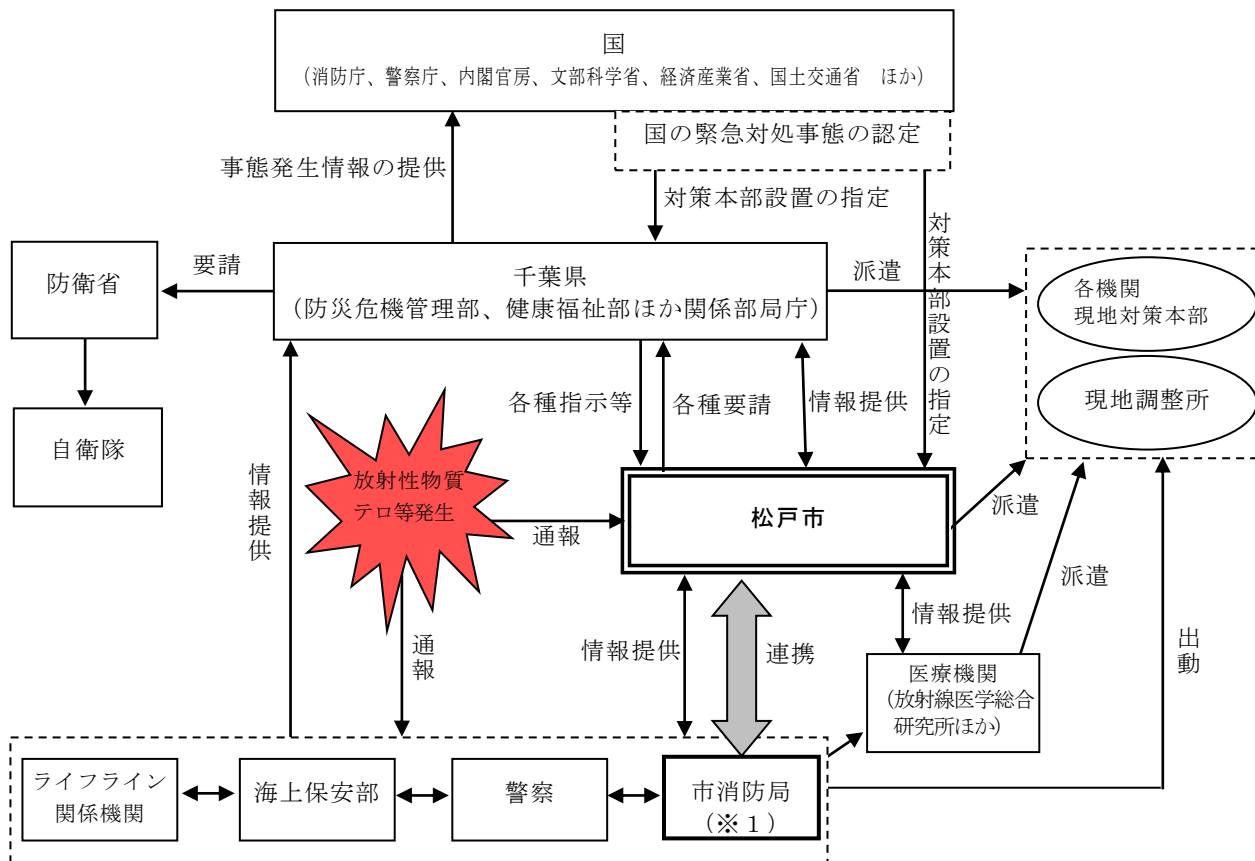 国
(消防庁、警察庁、内閣官房、文部科学省、経済産業省、国土交通省　ほか)
国の緊急対処事態の認定
事態発生情報の提供
対策本部設置の指定
対策本部設置の指定
防衛省
要請
千葉県
(防災危機管理部、健康福祉部ほか関係部局庁)
派遣
各機関
現地対策本部
現地調整所
自衛隊
各種指示等
各種要請
情報提供
情報提供
放射性物質
テロ等発生
通報
松戸市
派遣
派遣
通報
情報提供
連携
情報提供
出動
医療機関
(放射線医学総合
研究所ほか)
ライフライン
関係機関
海上保安部
警察
市消防局
(※１)